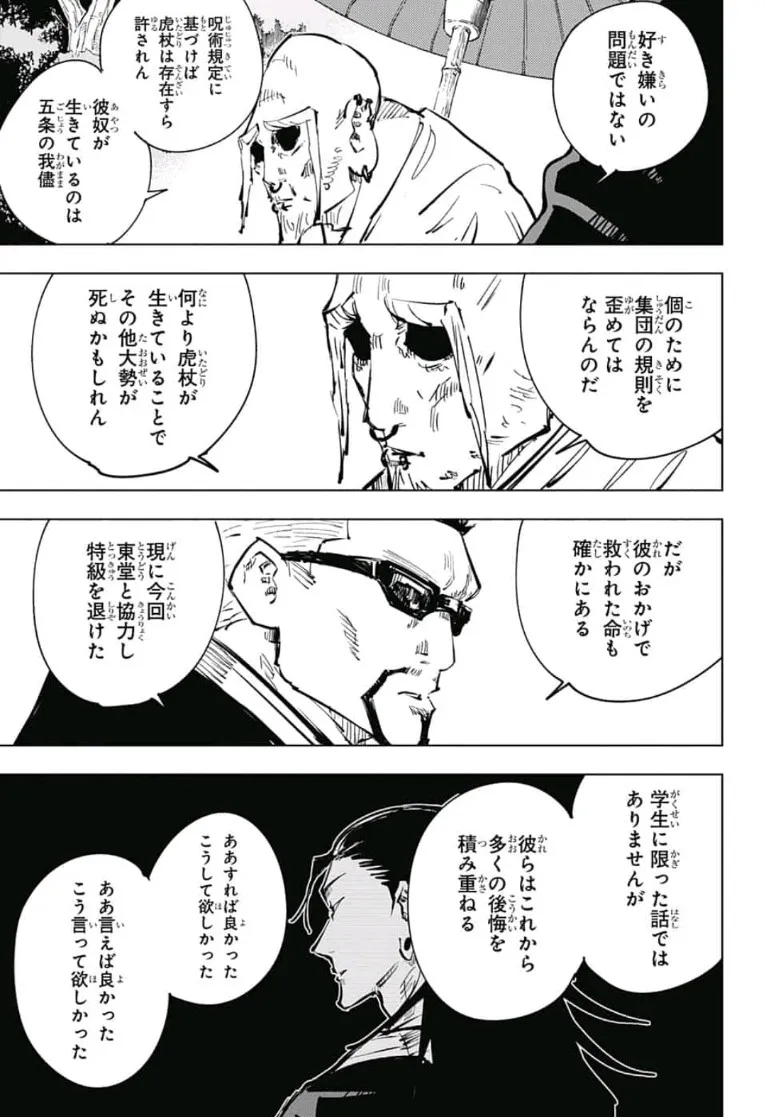 好き嫌いの
問題ではない
呪術規定に
基づけば
虎杖は存在すら
許されん
彼奴が
生きているのは
五条の我儘
個のために
集団の規則を
歪めては
ならんのだ
何より虎杖が
生きていることで
その他大勢が
死ぬかもしれん
だが
彼のおかげで
救われた命も
確かにある
現に今回
東堂と協力し
特級を退けた
学生に限った話では
ありませんが
彼らはこれから
多くの後悔を
積み重ねる
ああすれば良かった
こうして欲しかった
ああ言えば良かった
こう言って欲しかった